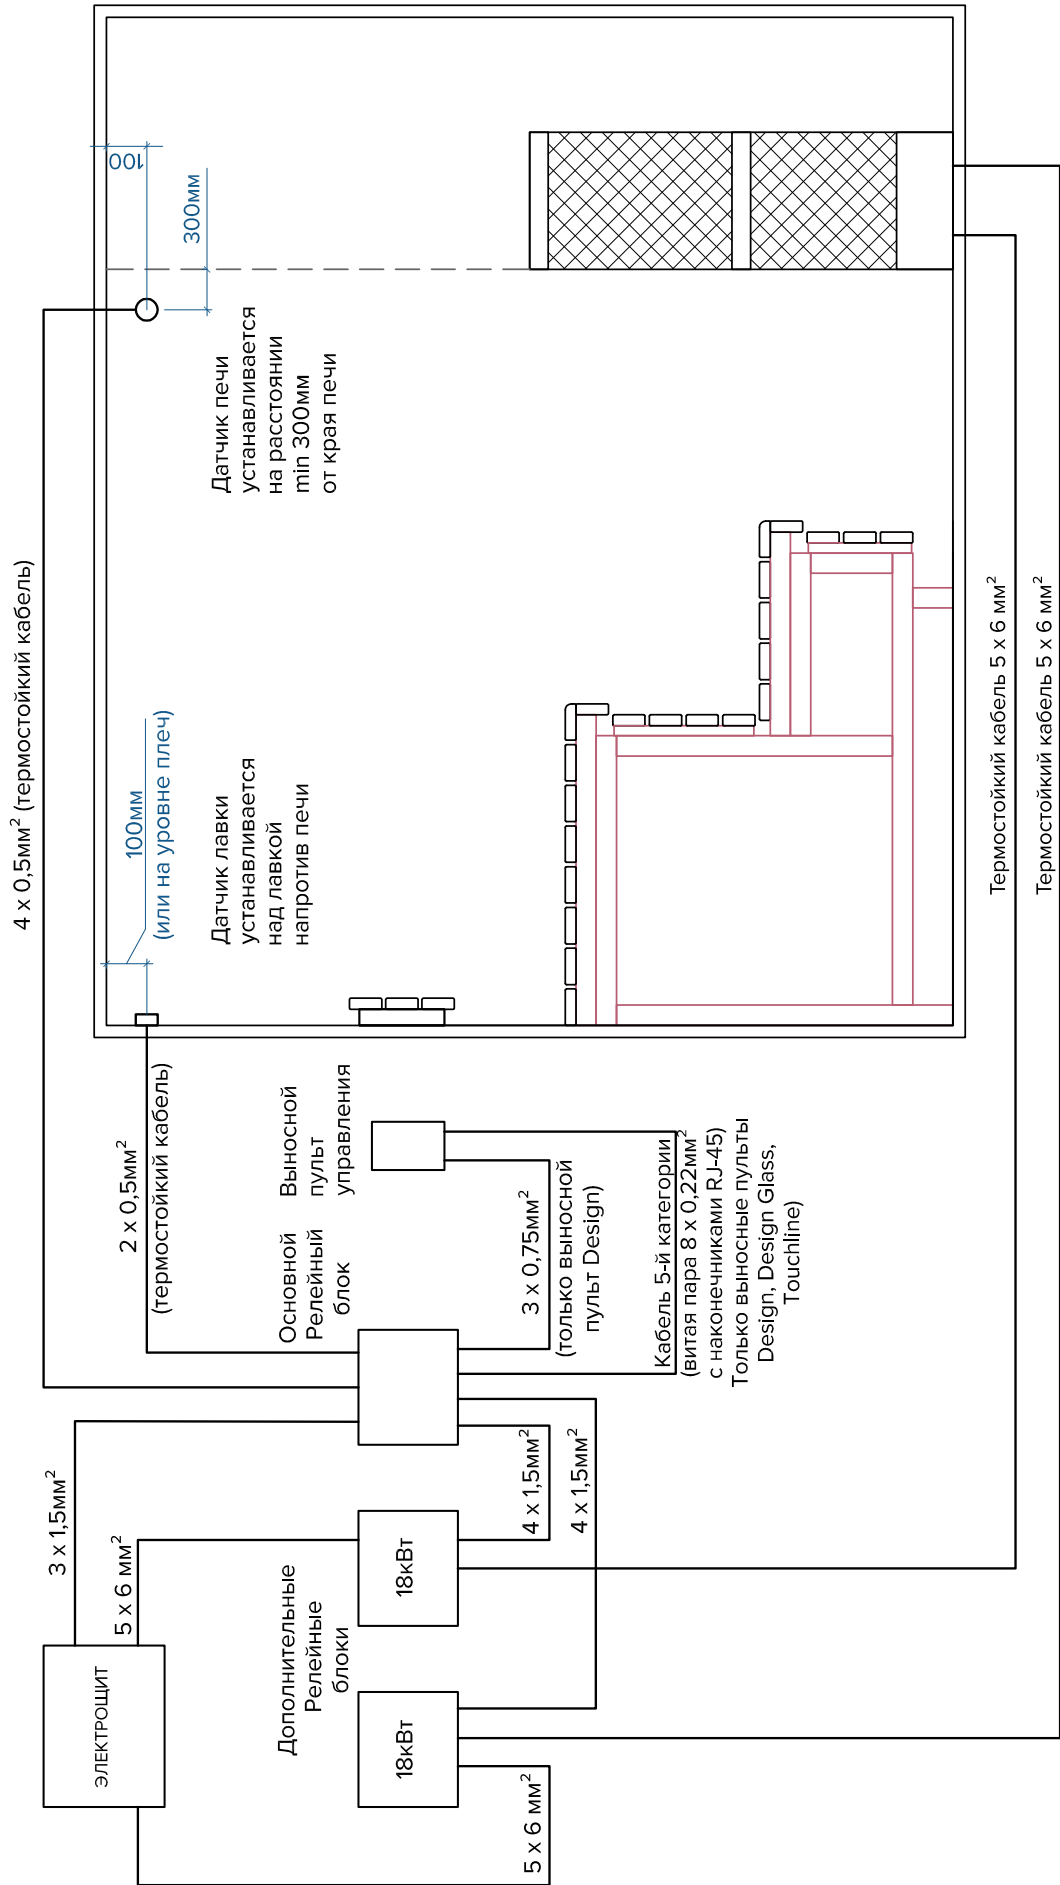 ЭЛЕКТРОЩИТ
3 x 1,5мм²
5 x 6 мм²
Дополнительные
Релейные
блоки
18кВт
18кВт
5 x 6 мм²
4 x 1,5мм²
4 x 1,5мм²
Основной
Релейный
блок
Выносной
пульт
управления
2 x 0,5мм²
(термостойкий кабель)
4 x 0,5мм² (термостойкий кабель)
3 x 0,75мм²
(только выносной
пульт Design)
Кабель 5-й категории
(витая пара 8 x 0,22мм²
с наконечниками RJ-45)
Только выносные пульты
Design, Design Glass,
Touchline)
100мм
(или на уровне плеч)
Датчик лавки
устанавливается
над лавкой
напротив печи
Датчик печи
устанавливается
на расстоянии
min 300мм
от края печи
300мм
100
Термостойкий кабель 5 x 6 мм²
Термостойкий кабель 5 x 6 мм²